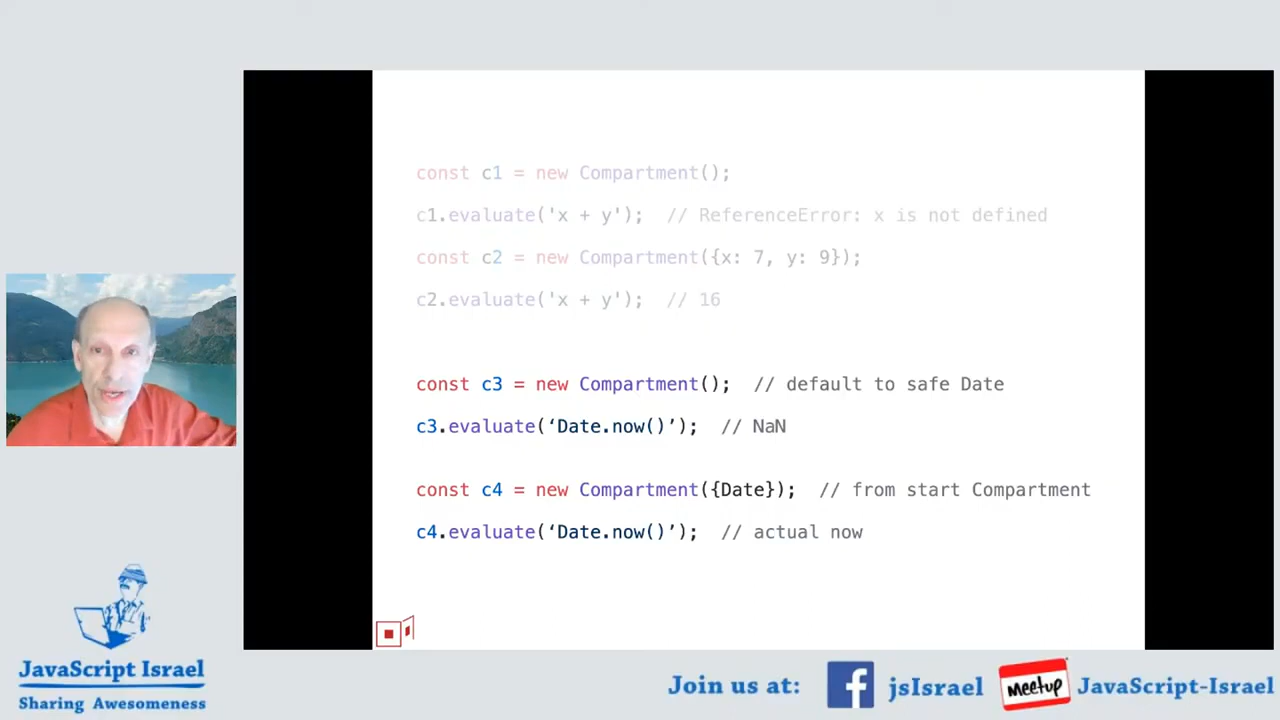 const c1 = new Compartment();
c1.evaluate('x + y'); // ReferenceError: x is not defined
const c2 = new Compartment({x: 7, y: 9});
c2.evaluate('x + y'); // 16
const c3 = new Compartment(); // default to safe Date
c3.evaluate(‘Date.now()’); // NaN
const c4 = new Compartment({Date}); // from start Compartment
c4.evaluate(‘Date.now()’); // actual now
JavaScript Israel
Sharing Awesomeness
Join us at: f jsIsrael meetup JavaScript-Israel